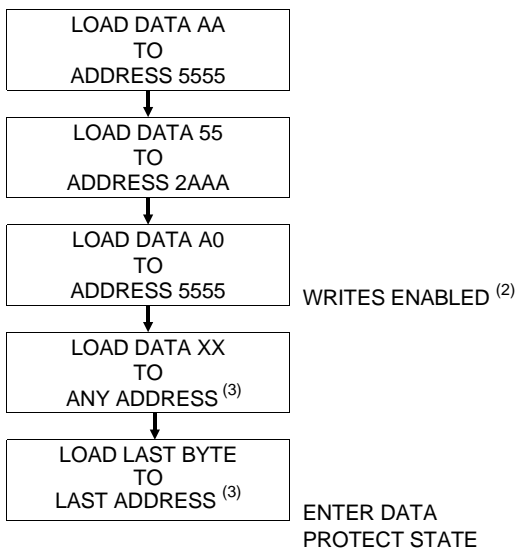 LOAD DATA AA
TO
ADDRESS 5555
LOAD DATA 55
TO
ADDRESS 2AAA
LOAD DATA A0
TO
ADDRESS 5555
WRITES ENABLED (2)
LOAD DATA XX
TO
ANY ADDRESS (3)
LOAD LAST BYTE
TO
LAST ADDRESS (3)
ENTER DATA
PROTECT STATE